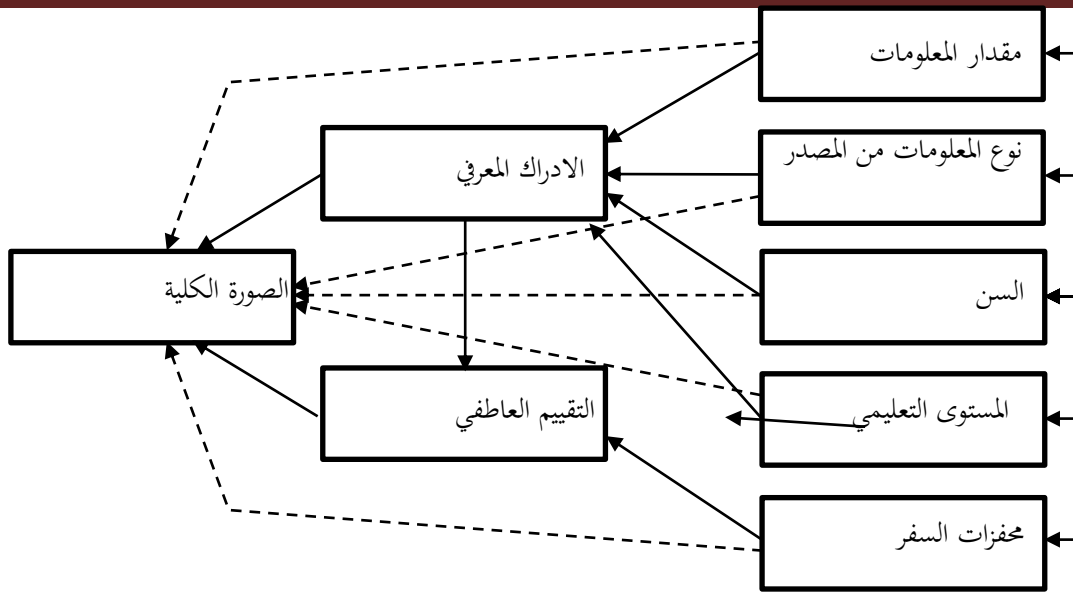 مقدار المعلومات
نوع المعلومات من المصدر
الادراك المعرفي
السن
الصورة الكلية
المستوى التعليمي
التقييم العاطفي
محفزات السفر